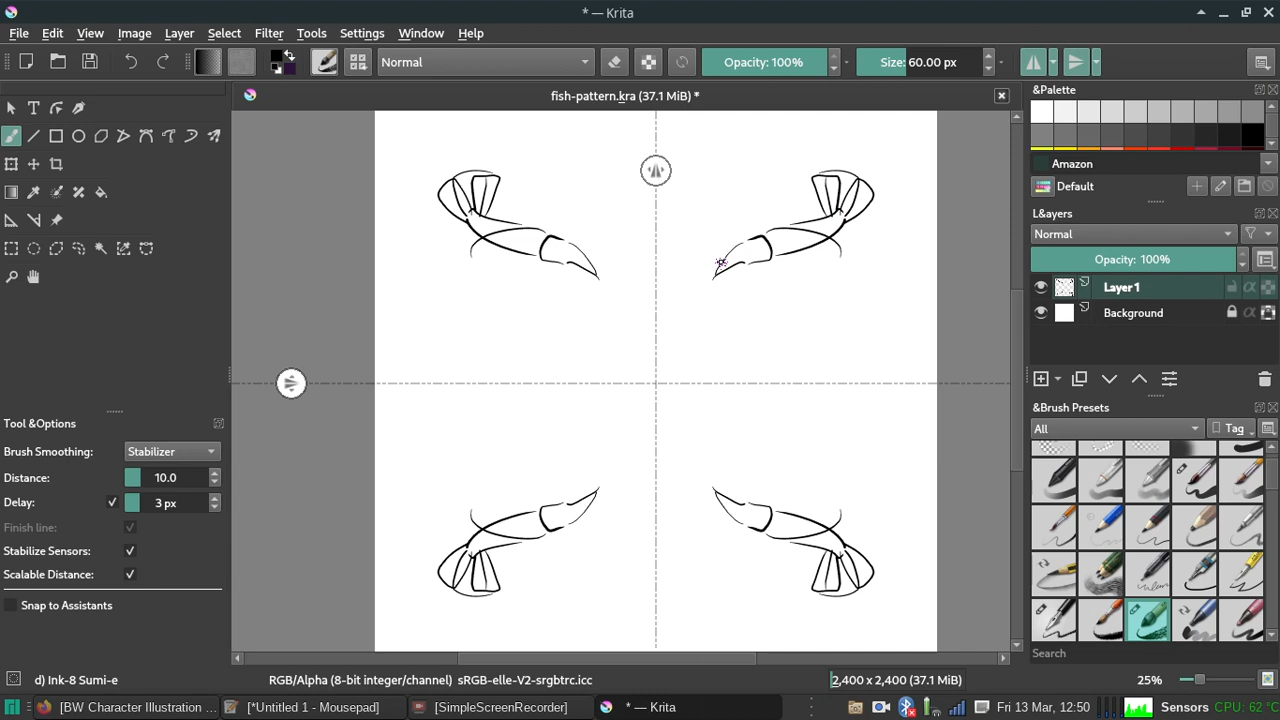 * — Krita
File Edit View Image Layer Select Filter Tools Settings Window Help
Normal
Opacity: 100%
Size: 60.00 px
fish-pattern.kra (37.1 MiB) *
&Palette
Amazon
Default
L&ayers
Normal
Opacity: 100%
Layer 1
Background
&Brush Presets
All
Tag
Search
Tool &Options
Brush Smoothing: Stabilizer
Distance: 10.0
Delay: 3 px
Finish line:
Stabilize Sensors:
Scalable Distance:
Snap to Assistants
d) Ink-8 Sumi-e
RGB/Alpha (8-bit integer/channel) sRGB-elle-V2-srgbtrc.icc
2,400 x 2,400 (37.1 MiB)
25%
[BW Character Illustration ...
[*Untitled 1 - Mousepad]
[SimpleScreenRecorder]
* — Krita
Fri 13 Mar, 12:50
Sensors CPU: 62 °